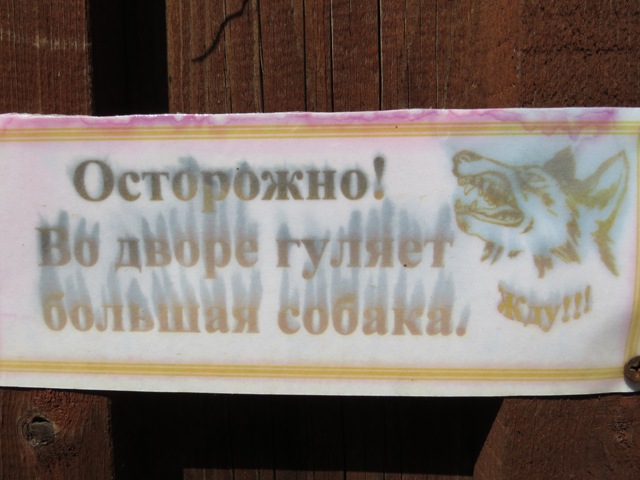 Осторожно!
Во дворе гуляет
большая собака.
Жду!!!